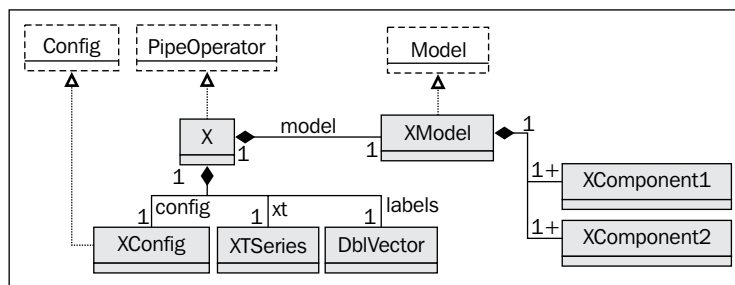 Config PipeOperator Model
X model XModel 1
1 1
1 1+ XComponent1
config xt labels
1 1 1 1+ XComponent2
XConfig XTSeries DblVector